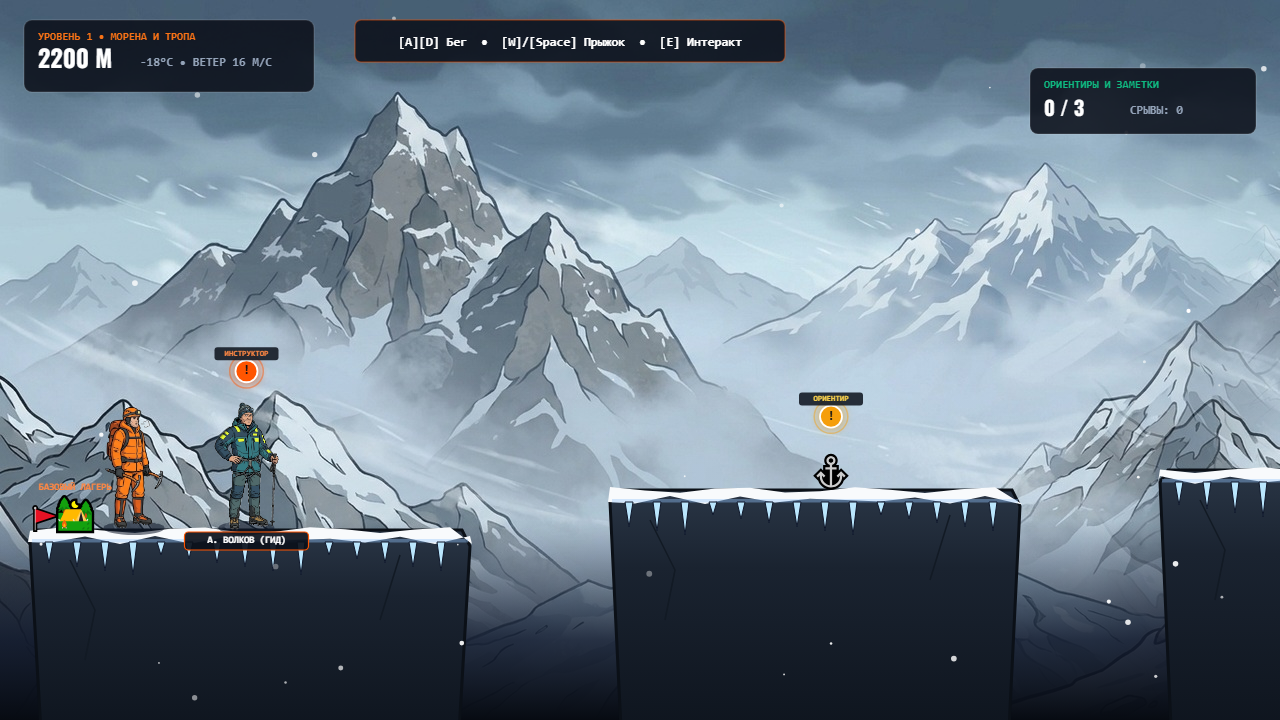 УРОВЕНЬ 1 • МОРЕНА И ТРОПА
2200 М -18°C • ВЕТЕР 16 М/С
[A][D] Бег • [W]/[Space] Прыжок • [E] Интеракт
ОРИЕНТИРЫ И ЗАМЕТКИ
0 / 3 СРЫВЫ: 0
ИНСТРУКТОР
!
ОРИЕНТИР
!
БАЗОВЫЙ ЛАГЕРЬ
А. ВОЛКОВ (ГИД)